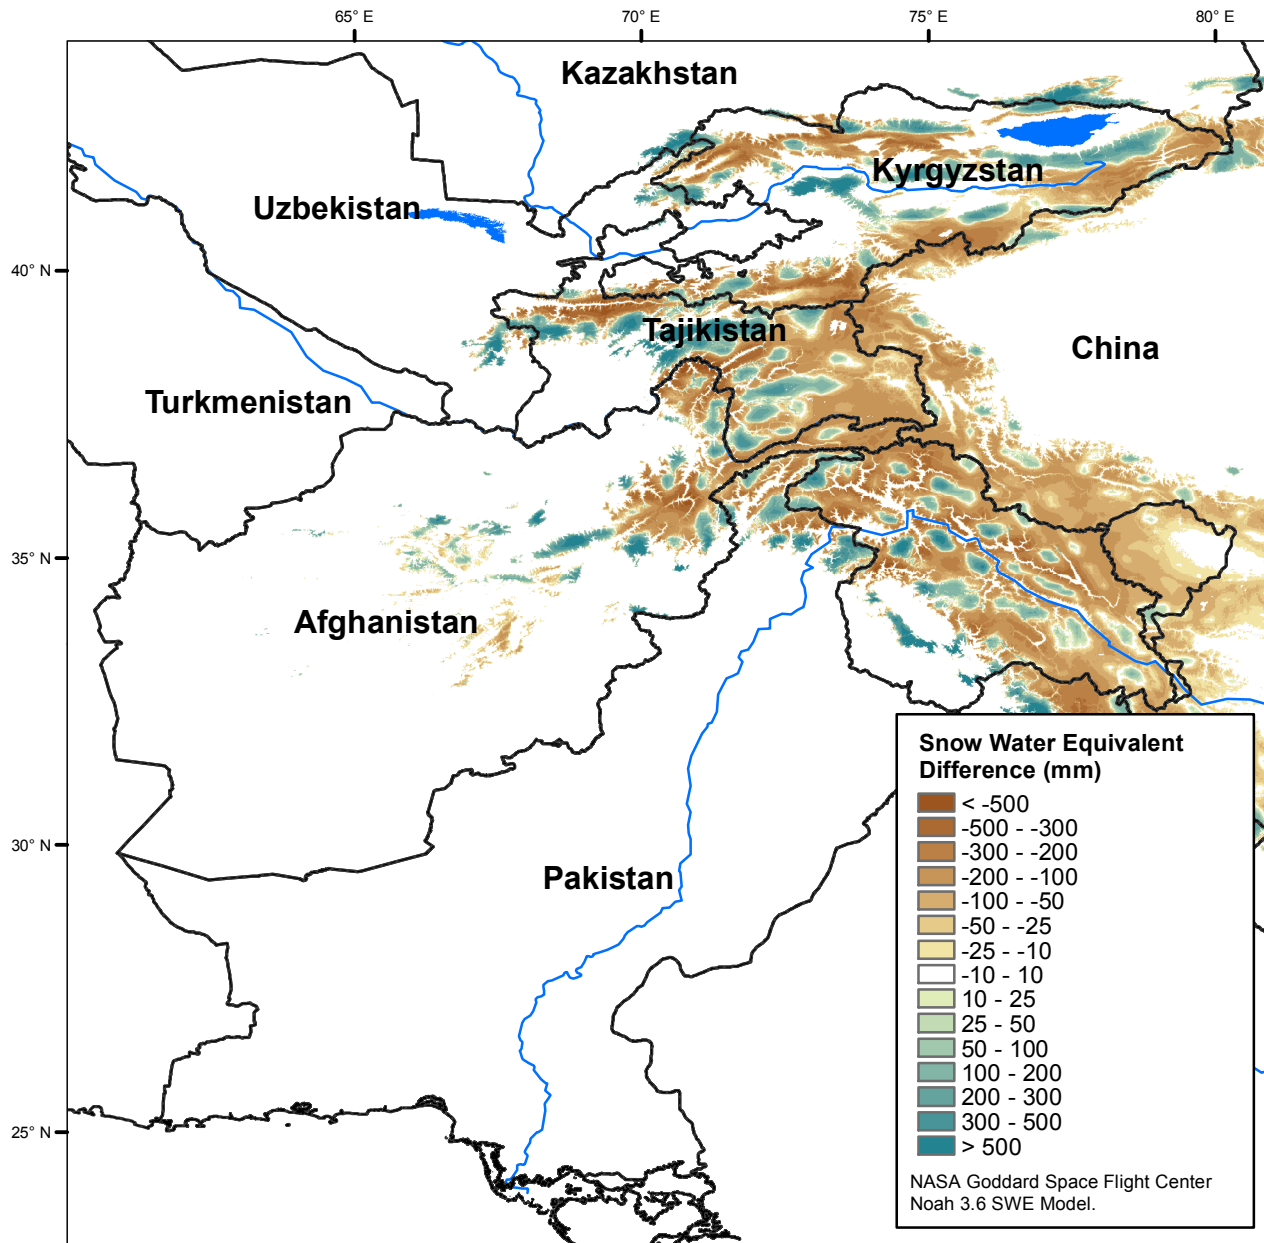 65° E
70° E
75° E
80° E
Kazakhstan
Kyrgyzstan
Uzbekistan
40° N
Tajikistan
China
Turkmenistan
35° N
Afghanistan
Snow Water Equivalent
Difference (mm)
< -500
-500 - -300
-300 - -200
-200 - -100
-100 - -50
-50 - -25
-25 - -10
-10 - 10
10 - 25
25 - 50
50 - 100
100 - 200
200 - 300
300 - 500
> 500
NASA Goddard Space Flight Center
Noah 3.6 SWE Model.
30° N
Pakistan
25° N